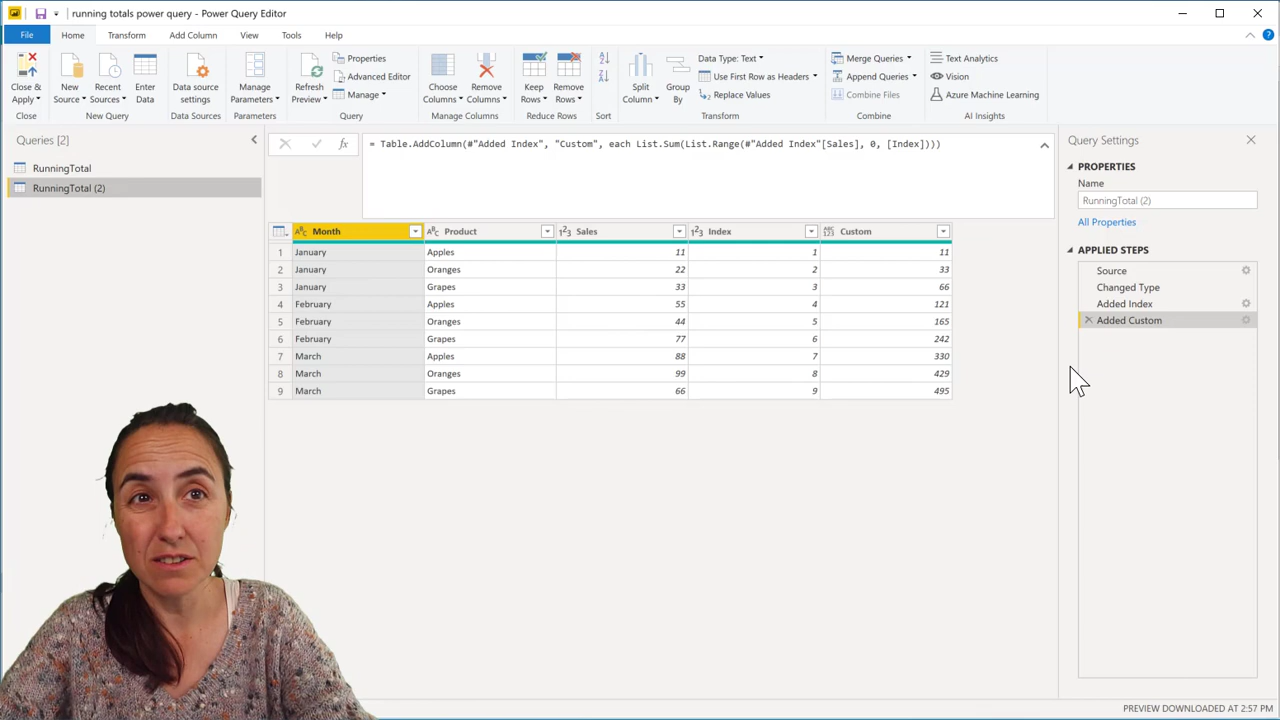 running totals power query - Power Query Editor
File Home Transform Add Column View Tools Help
Close & Apply
Close
New Source
Recent Sources
Enter Data
New Query
Data source settings
Data Sources
Manage Parameters
Parameters
Refresh Preview
Properties
Advanced Editor
Manage
Query
Choose Columns
Remove Columns
Manage Columns
Keep Rows
Remove Rows
Reduce Rows
Sort
Split Column
Group By
Data Type: Text
Use First Row as Headers
Replace Values
Transform
Merge Queries
Append Queries
Combine Files
Combine
Text Analytics
Vision
Azure Machine Learning
AI Insights
Queries [2]
RunningTotal
RunningTotal (2)
= Table.AddColumn(#"Added Index", "Custom", each List.Sum(List.Range(#"Added Index"[Sales], 0, [Index])))
Month Product Sales Index Custom
1 January Apples 11 1 11
2 January Oranges 22 2 33
3 January Grapes 33 3 66
4 February Apples 55 4 121
5 February Oranges 44 5 165
6 February Grapes 77 6 242
7 March Apples 88 7 330
8 March Oranges 99 8 429
9 March Grapes 66 9 495
Query Settings
PROPERTIES
Name
RunningTotal (2)
All Properties
APPLIED STEPS
Source
Changed Type
Added Index
Added Custom
PREVIEW DOWNLOADED AT 2:57 PM